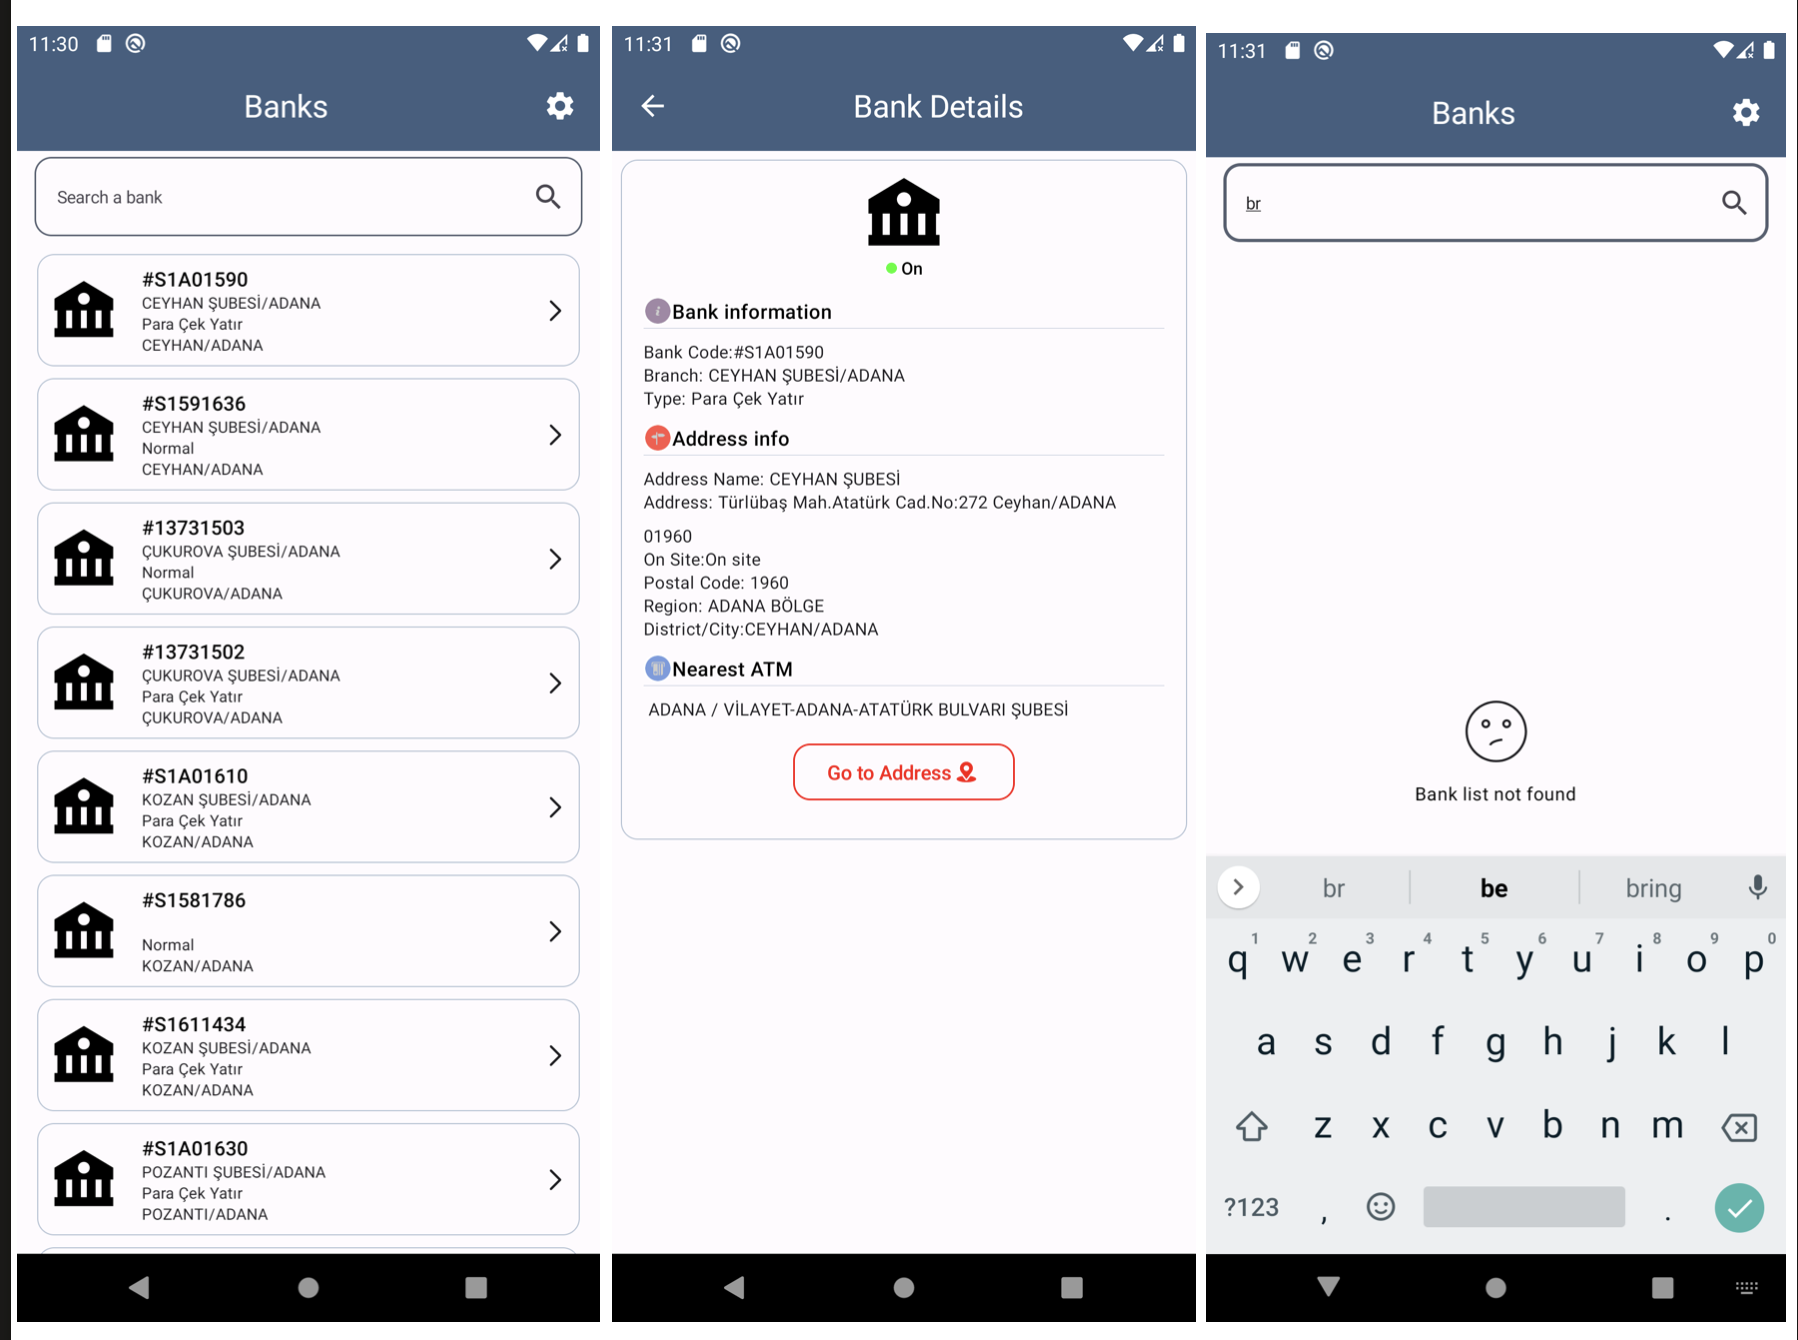 11:30
Banks
Search a bank
#S1A01590
CEYHAN ŞUBESİ/ADANA
Para Çek Yatır
CEYHAN/ADANA
#S1591636
CEYHAN ŞUBESİ/ADANA
Normal
CEYHAN/ADANA
#13731503
ÇUKUROVA ŞUBESİ/ADANA
Normal
ÇUKUROVA/ADANA
#13731502
ÇUKUROVA ŞUBESİ/ADANA
Para Çek Yatır
ÇUKUROVA/ADANA
#S1A01610
KOZAN ŞUBESİ/ADANA
Para Çek Yatır
KOZAN/ADANA
#S1581786
Normal
KOZAN/ADANA
#S1611434
KOZAN ŞUBESİ/ADANA
Para Çek Yatır
KOZAN/ADANA
#S1A01630
POZANTI ŞUBESİ/ADANA
Para Çek Yatır
POZANTI/ADANA
11:31
Bank Details
On
Bank information
Bank Code:#S1A01590
Branch: CEYHAN ŞUBESİ/ADANA
Type: Para Çek Yatır
Address info
Address Name: CEYHAN ŞUBESİ
Address: Türlübaş Mah.Atatürk Cad.No:272 Ceyhan/ADANA
01960
On Site:On site
Postal Code: 1960
Region: ADANA BÖLGE
District/City:CEYHAN/ADANA
Nearest ATM
ADANA / VİLAYET-ADANA-ATATÜRK BULVARI ŞUBESİ
Go to Address
11:31
Banks
br
Bank list not found
br be bring
1 2 3 4 5 6 7 8 9 0
q w e r t y u i o p
a s d f g h j k l
z x c v b n m
?123 , .